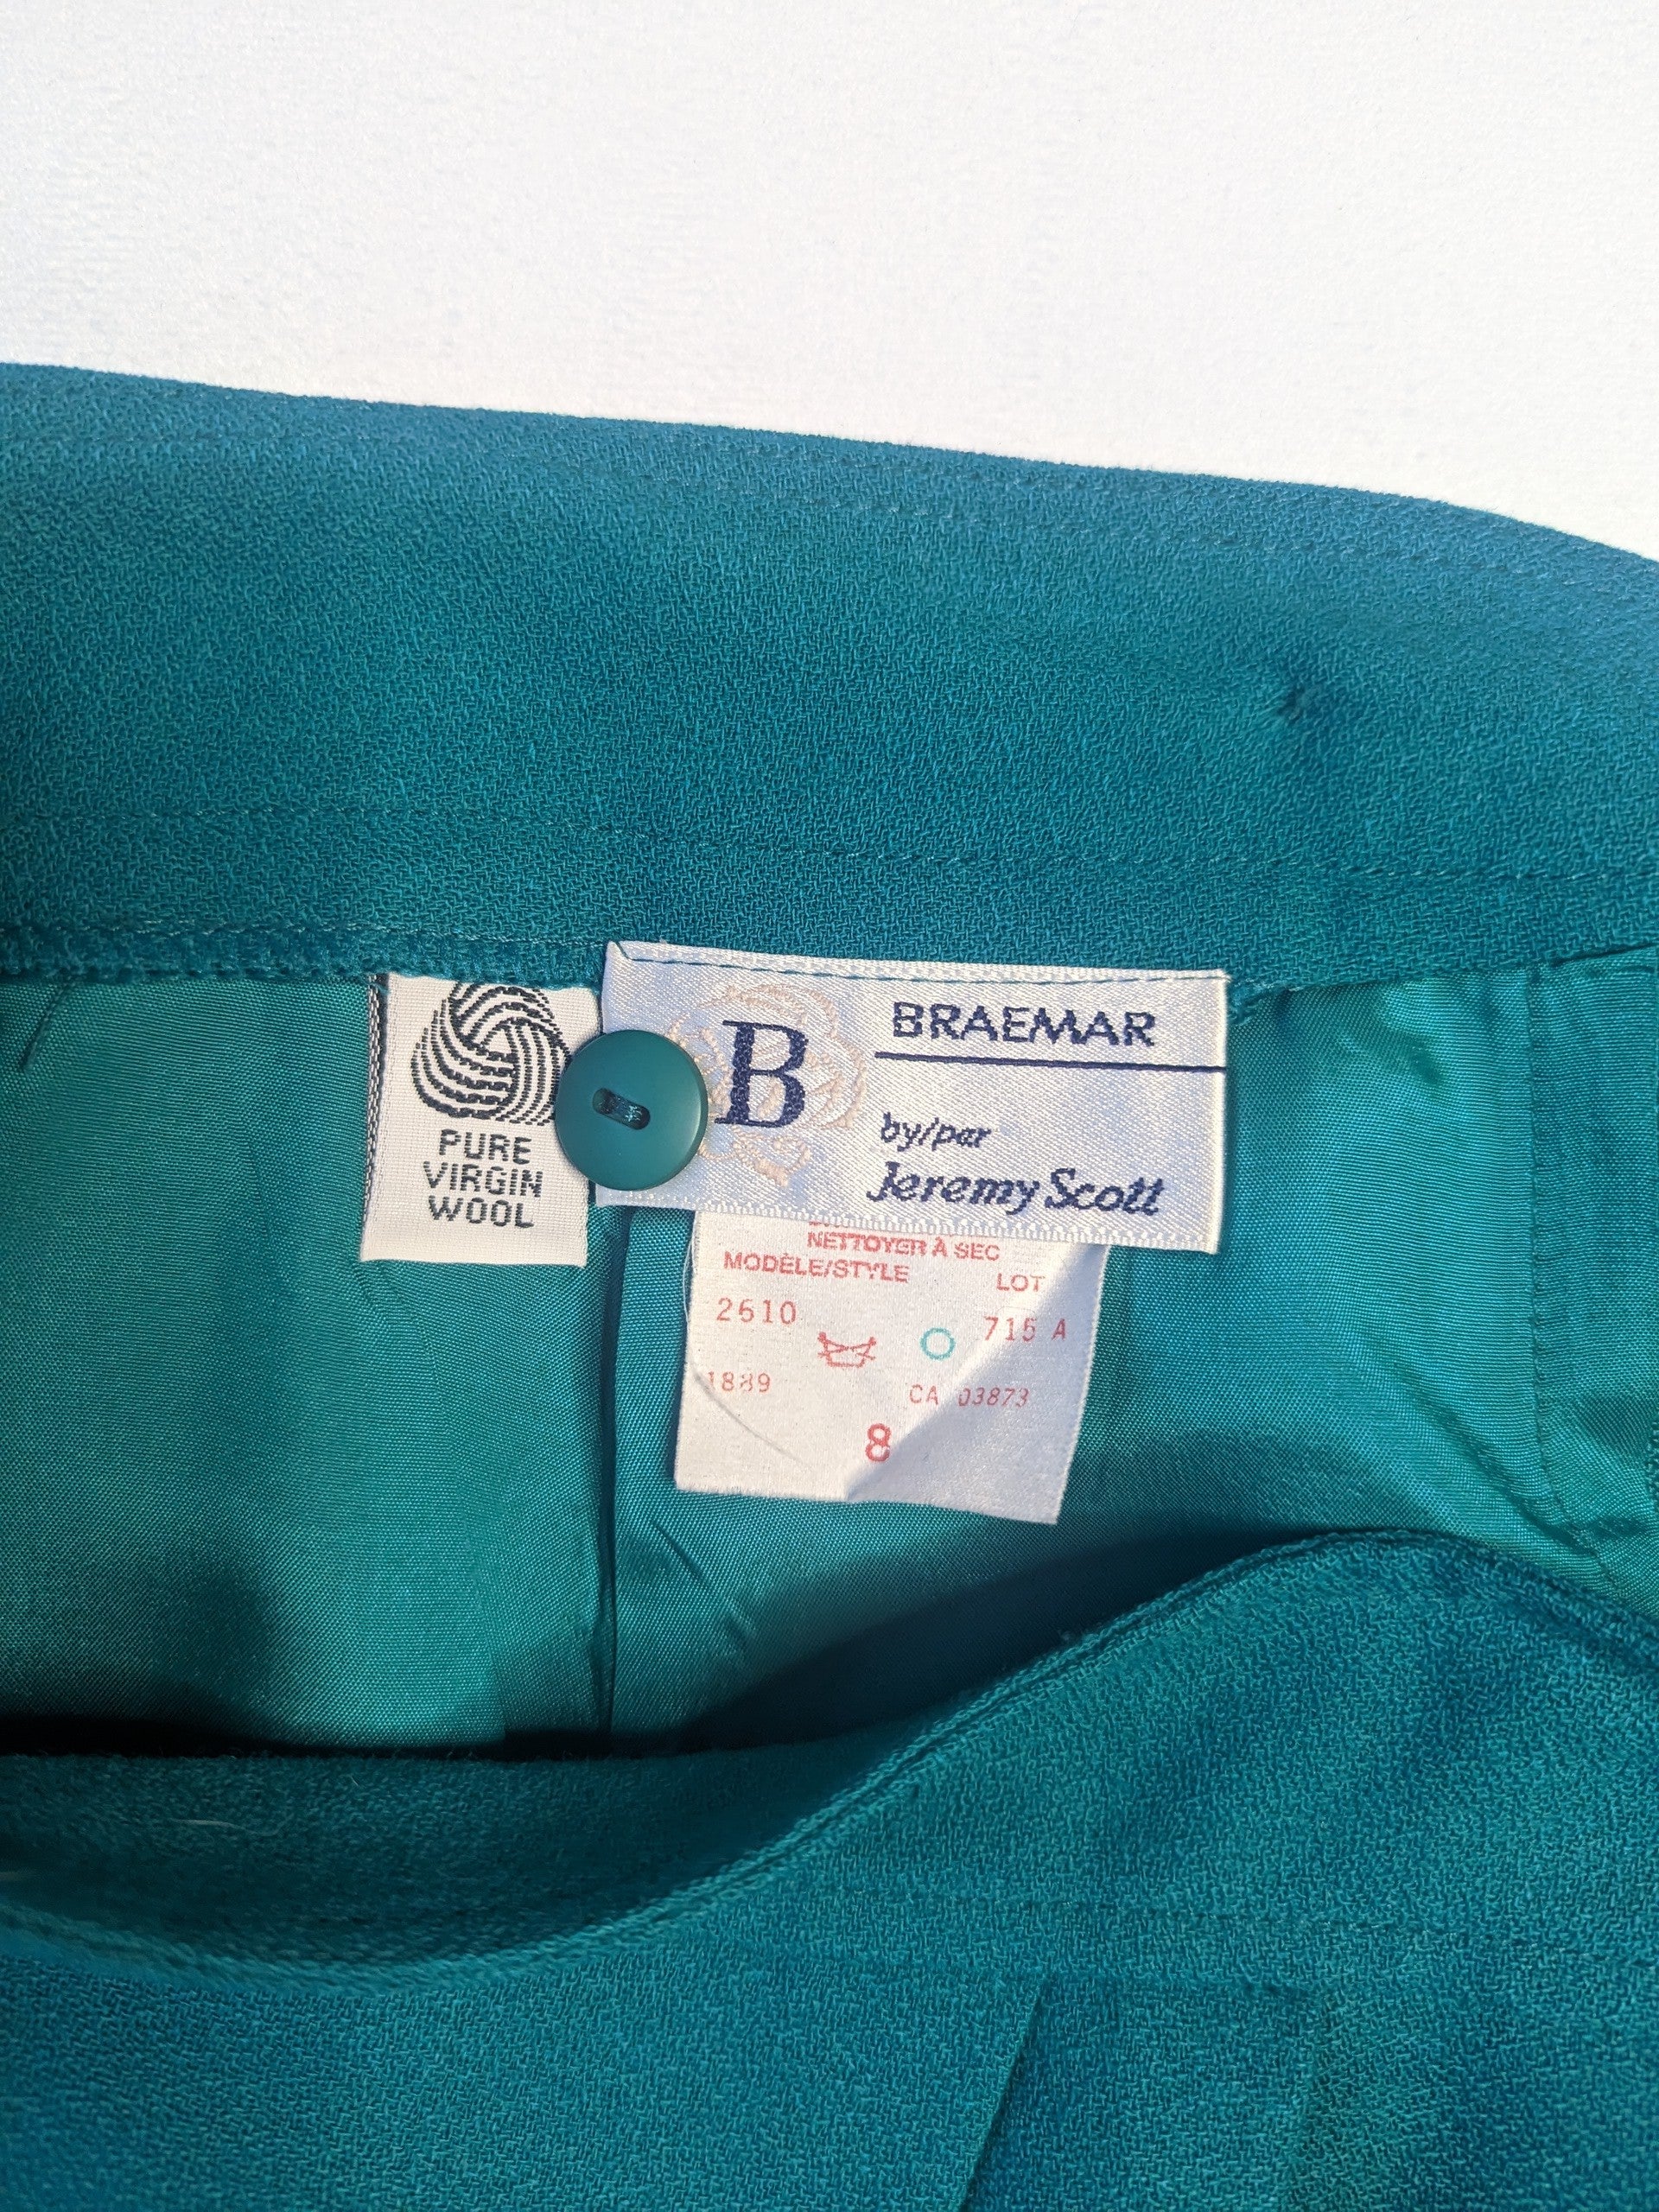 PURE
VIRGIN
WOOL
B
BRAEMAR
by/par
Jeremy Scott
NETTOYER À SEC
MODÈLE/STYLE LOT
2610 715 A
1889 CA 03873
8